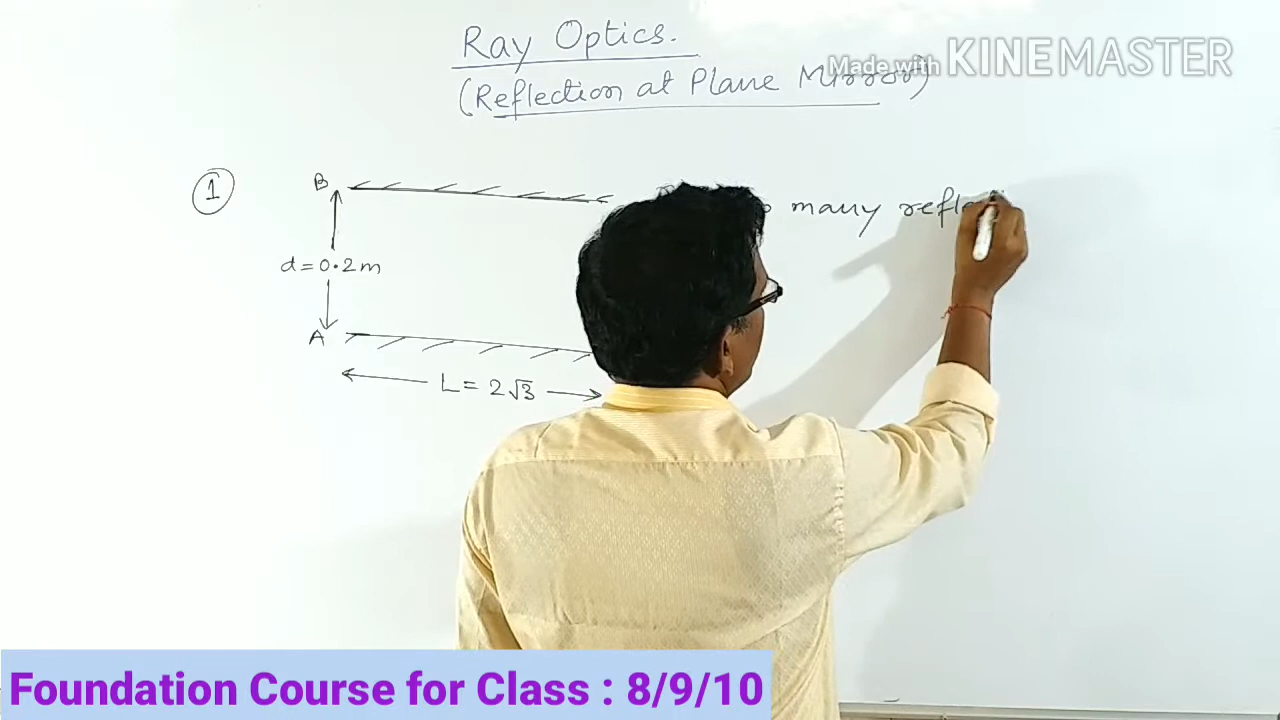 Ray Optics.
(Reflection at Plane Mirror)
Made with KINEMASTER
1
B
many
d = 0.2m
A
L = 2√3
Foundation Course for Class : 8/9/10